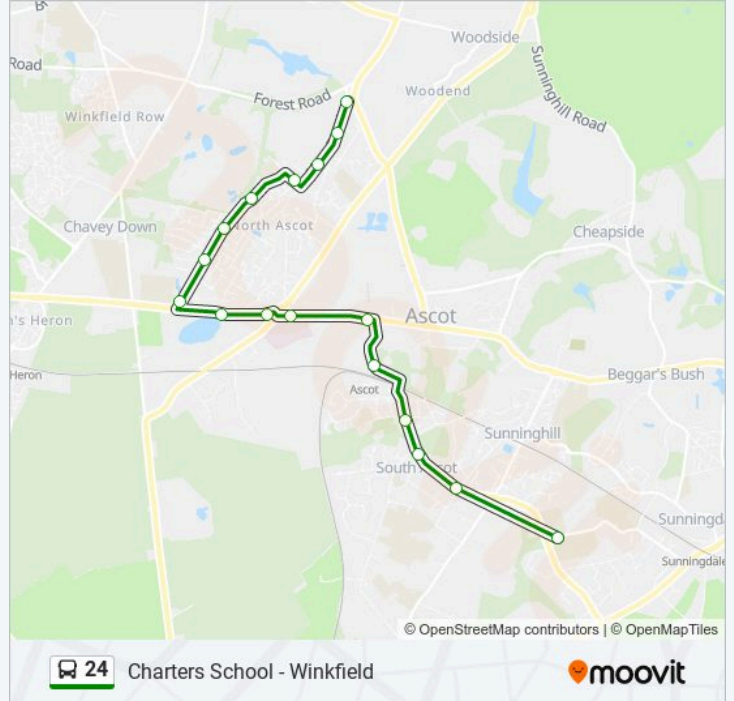 Br
Woodside
Road
Forest Road
Woodend
Sunninghill Road
Winkfield Row
Chavey Down
North Ascot
Cheapside
n's Heron
Ascot
Heron
Ascot
Beggar's Bush
Sunninghill
South Ascot
Sunningd
Sunningdale
© OpenStreetMap contributors | © OpenMapTiles
24 Charters School - Winkfield
moovit